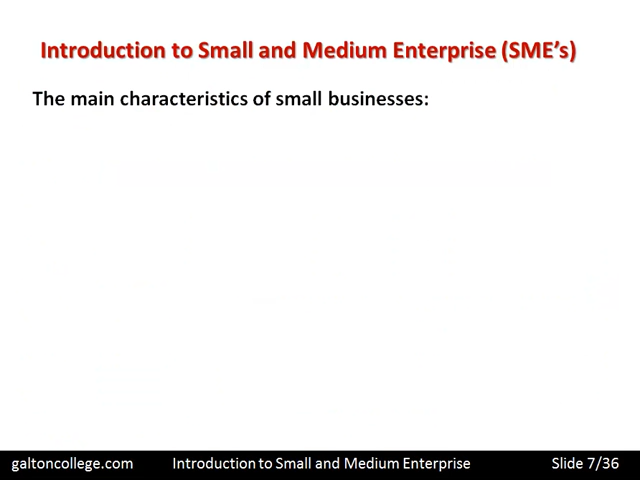 Introduction to Small and Medium Enterprise (SME's)
The main characteristics of small businesses:
galtoncollege.com Introduction to Small and Medium Enterprise Slide 7/36